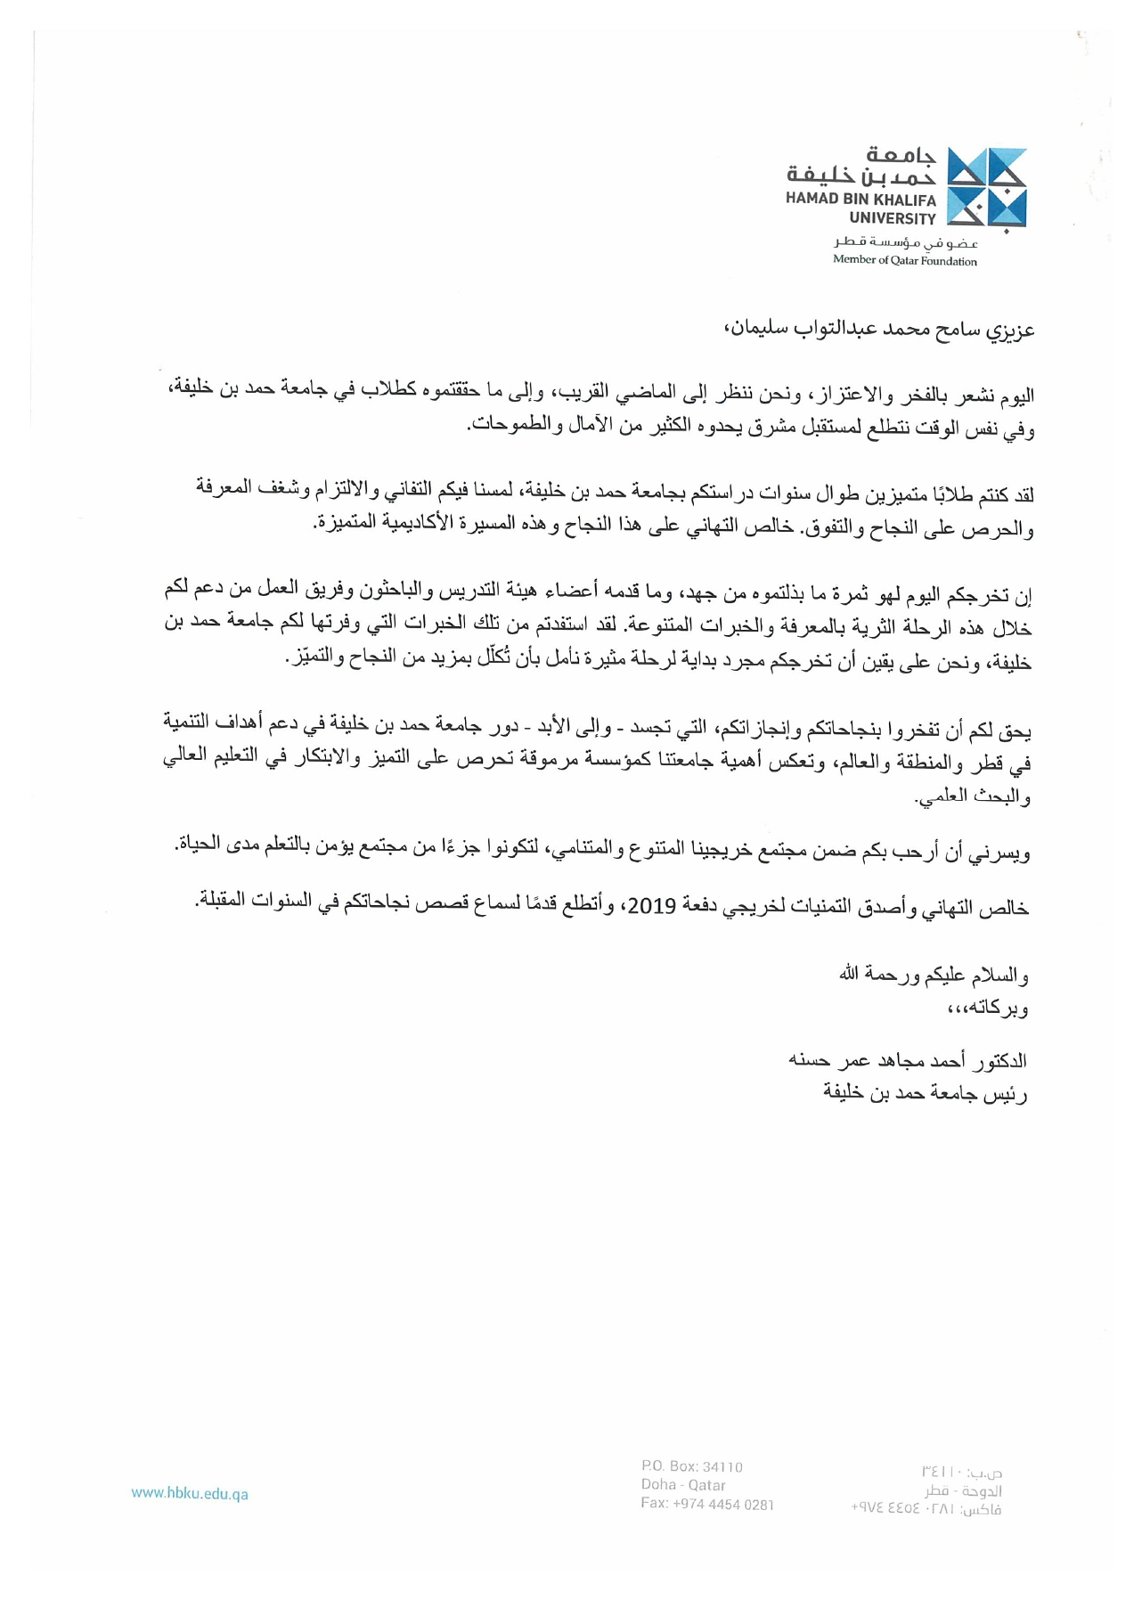 جامعة
حمد بن خليفة
HAMAD BIN KHALIFA
UNIVERSITY
عضو في مؤسسة قطر
Member of Qatar Foundation
عزيزي سامح محمد عبدالتواب سليمان،
اليوم نشعر بالفخر والاعتزاز، ونحن ننظر إلى الماضي القريب، وإلى ما حققتموه كطلاب في جامعة حمد بن خليفة،
وفي نفس الوقت نتطلع لمستقبل مشرق يحدوه الكثير من الآمال والطموحات.
لقد كنتم طلابًا متميزين طوال سنوات دراستكم بجامعة حمد بن خليفة، لمسنا فيكم التفاني والالتزام وشغف المعرفة
والحرص على النجاح والتفوق. خالص التهاني على هذا النجاح وهذه المسيرة الأكاديمية المتميزة.
إن تخرجكم اليوم لهو ثمرة ما بذلتموه من جهد، وما قدمه أعضاء هيئة التدريس والباحثون وفريق العمل من دعم لكم
خلال هذه الرحلة الثرية بالمعرفة والخبرات المتنوعة. لقد استفدتم من تلك الخبرات التي وفرتها لكم جامعة حمد بن
خليفة، ونحن على يقين أن تخرجكم مجرد بداية لرحلة مثيرة نأمل بأن تُكلّل بمزيد من النجاح والتميّز.
يحق لكم أن تفخروا بنجاحاتكم وإنجازاتكم، التي تجسد - وإلى الأبد - دور جامعة حمد بن خليفة في دعم أهداف التنمية
في قطر والمنطقة والعالم، وتعكس أهمية جامعتنا كمؤسسة مرموقة تحرص على التميز والابتكار في التعليم العالي
والبحث العلمي.
ويسرني أن أرحب بكم ضمن مجتمع خريجينا المتنوع والمتنامي، لتكونوا جزءًا من مجتمع يؤمن بالتعلم مدى الحياة.
خالص التهاني وأصدق التمنيات لخريجي دفعة 2019، وأتطلع قدمًا لسماع قصص نجاحاتكم في السنوات المقبلة.
والسلام عليكم ورحمة الله
وبركاته،،،
الدكتور أحمد مجاهد عمر حسنه
رئيس جامعة حمد بن خليفة
ص.ب: ٣٤١١٠
الدوحة - قطر
فاكس: ٠٢٨١ ٤٤٥٤ ٩٧٤+
P.O. Box: 34110
Doha - Qatar
Fax: +974 4454 0281
www.hbku.edu.qa